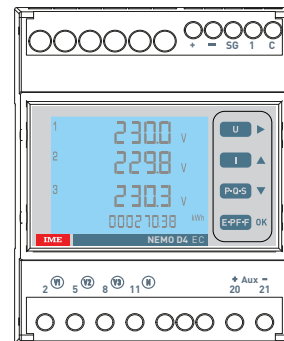 + − SG 1 C
1 230.0 V
2 229.8 V
3 230.3 V
00027038 kWh
U
I
P·Q·S
E•PF•F OK
IME NEMO D4 EC
2 V1 5 V2 8 V3 11 N + Aux −
20 21